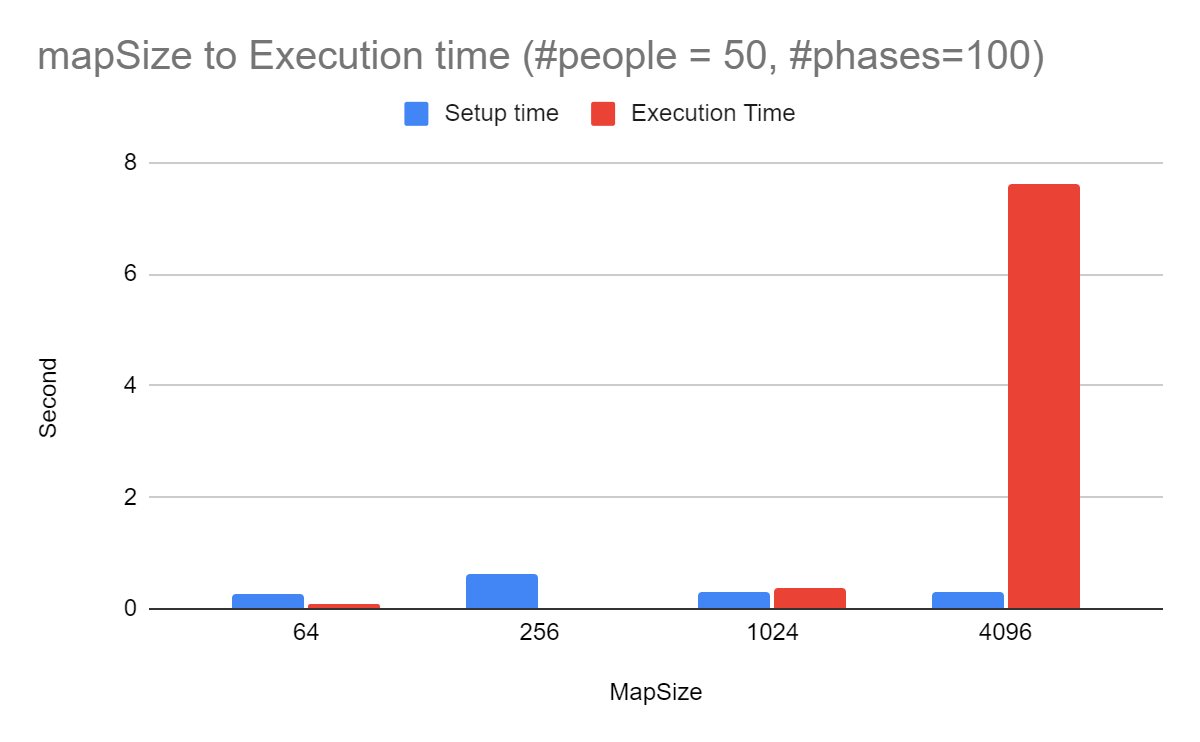 mapSize to Execution time (#people = 50, #phases=100)
Setup time Execution Time
8
6
4
2
0
Second
64 256 1024 4096
MapSize